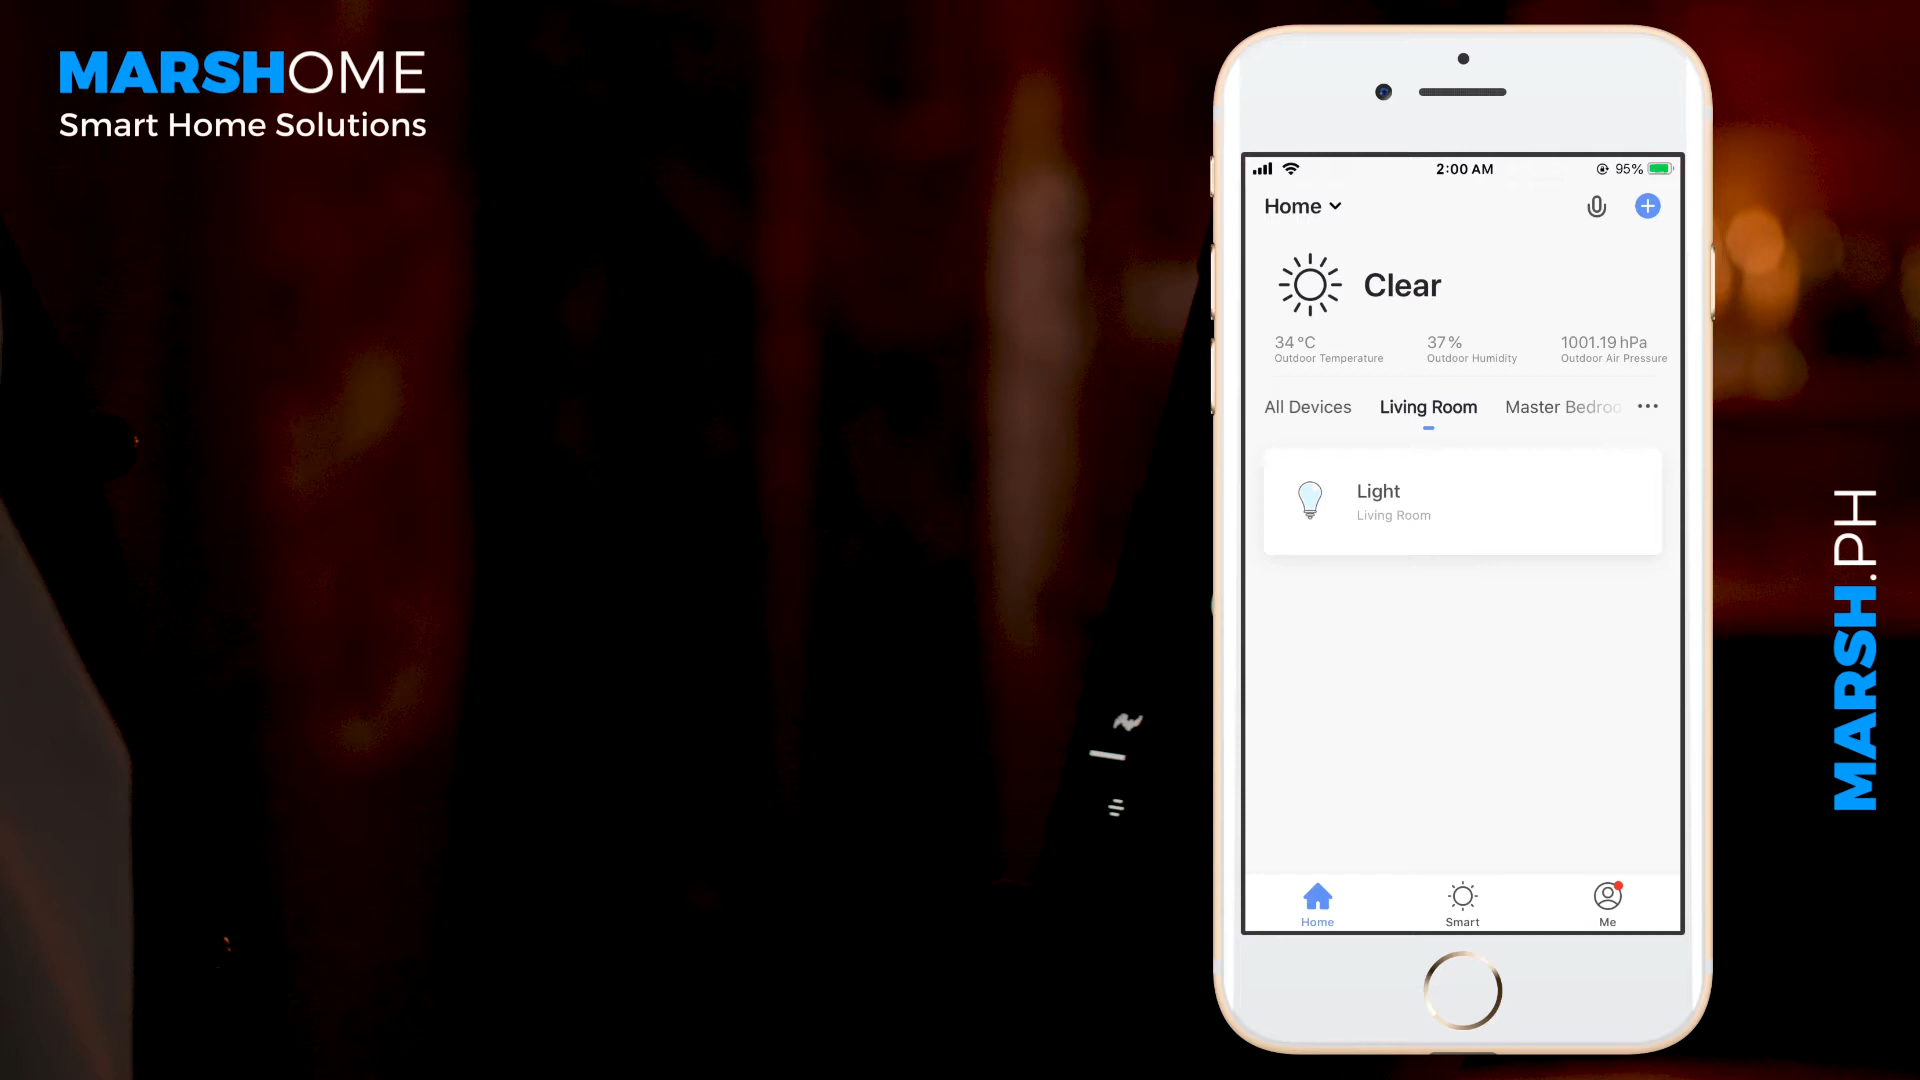 MARSHOME
Smart Home Solutions
2:00 AM
95%
Home
Clear
34 °C
Outdoor Temperature
37 %
Outdoor Humidity
1001.19 hPa
Outdoor Air Pressure
All Devices
Living Room
Master Bedroo
Light
Living Room
Home
Smart
Me
MARSH.PH